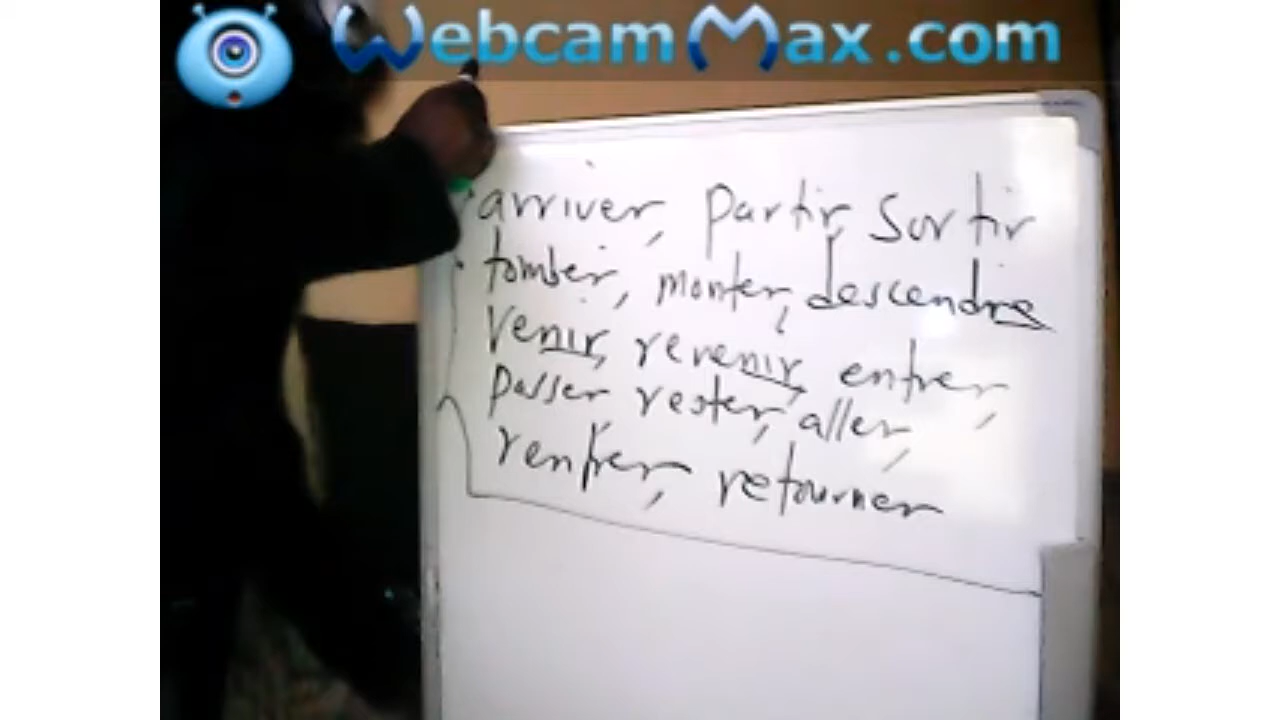 WebcamMax.com
arriver, partir, sortir
tomber, monter, descendre
Venir, revenir, entrer,
passer rester, aller,
rentrer, retourner